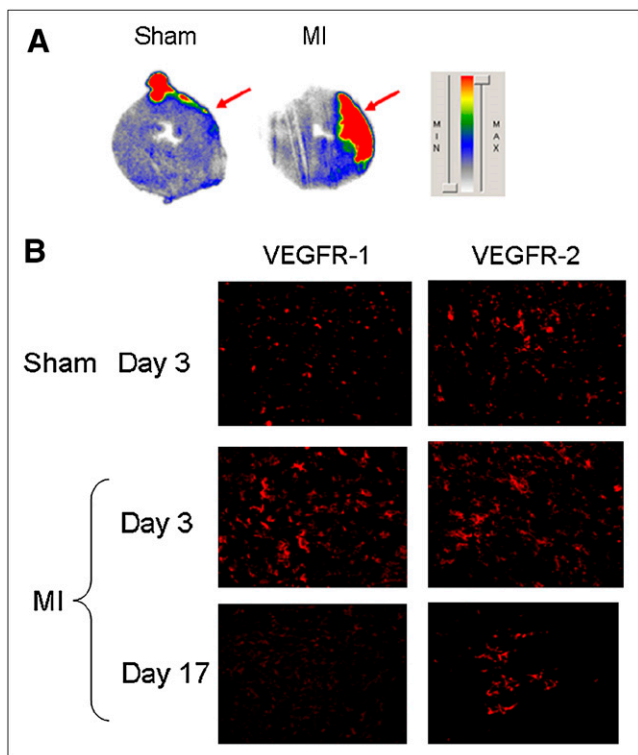 A
Sham
MI
MIN
MAX
B
VEGFR-1
VEGFR-2
Sham Day 3
Day 3
MI
Day 17